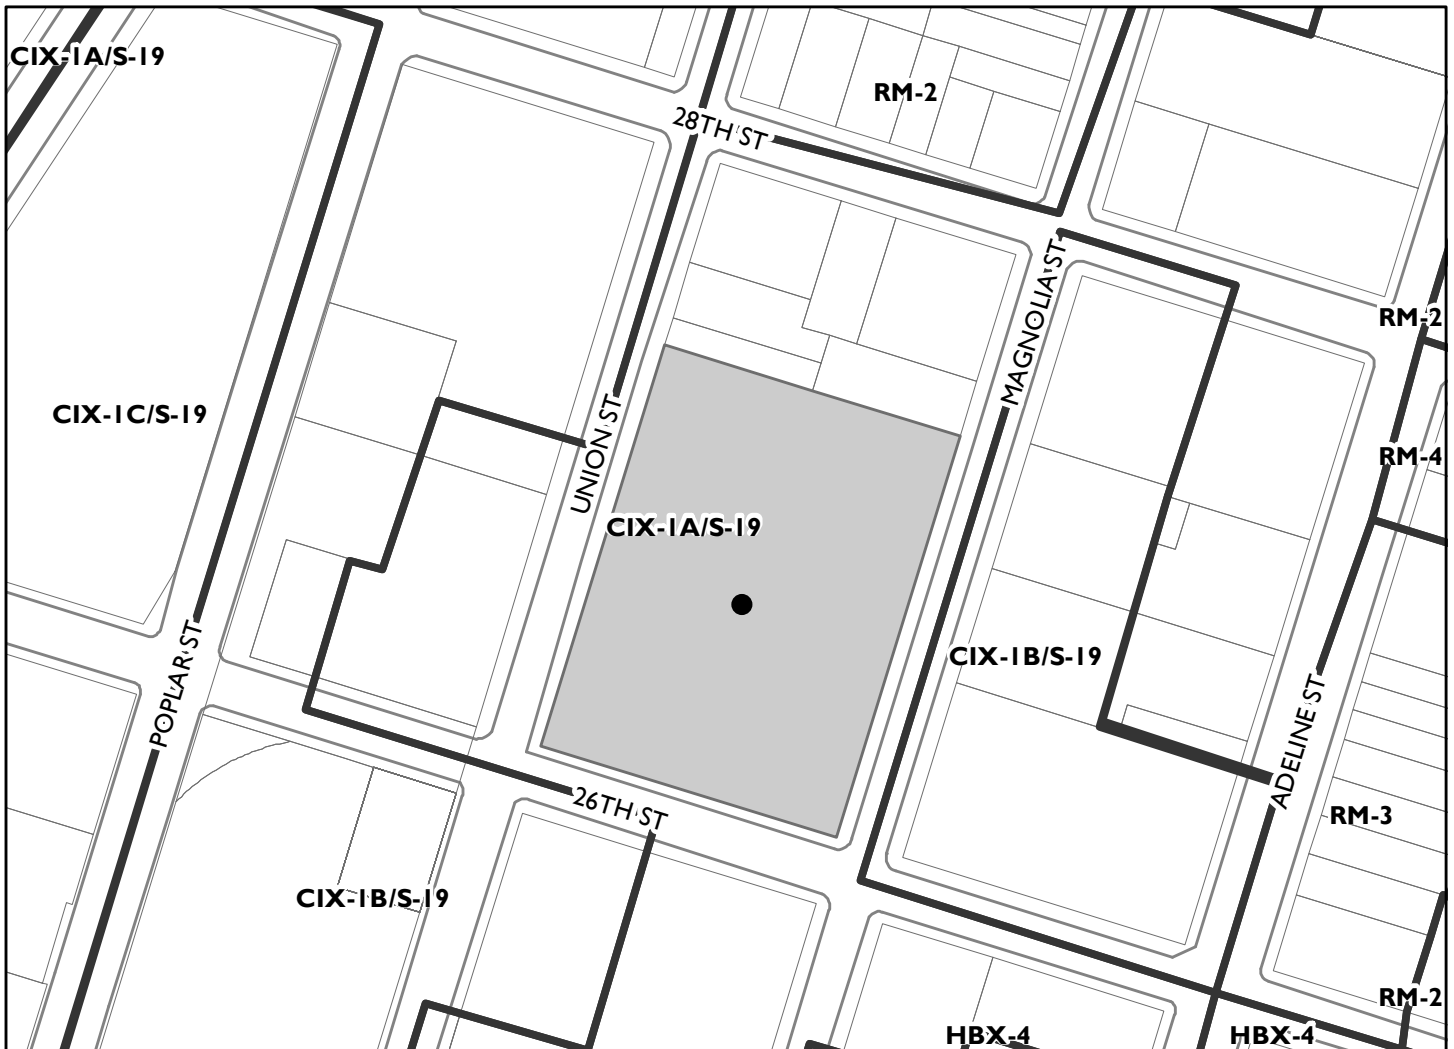 CIX-1A/S-19
RM-2
28TH ST
MAGNOLIA ST
RM-2
CIX-1C/S-19
UNION ST
RM-4
CIX-1A/S-19
CIX-1B/S-19
POPLAR ST
ADELINE ST
26TH ST
RM-3
CIX-1B/S-19
RM-2
HBX-4
HBX-4